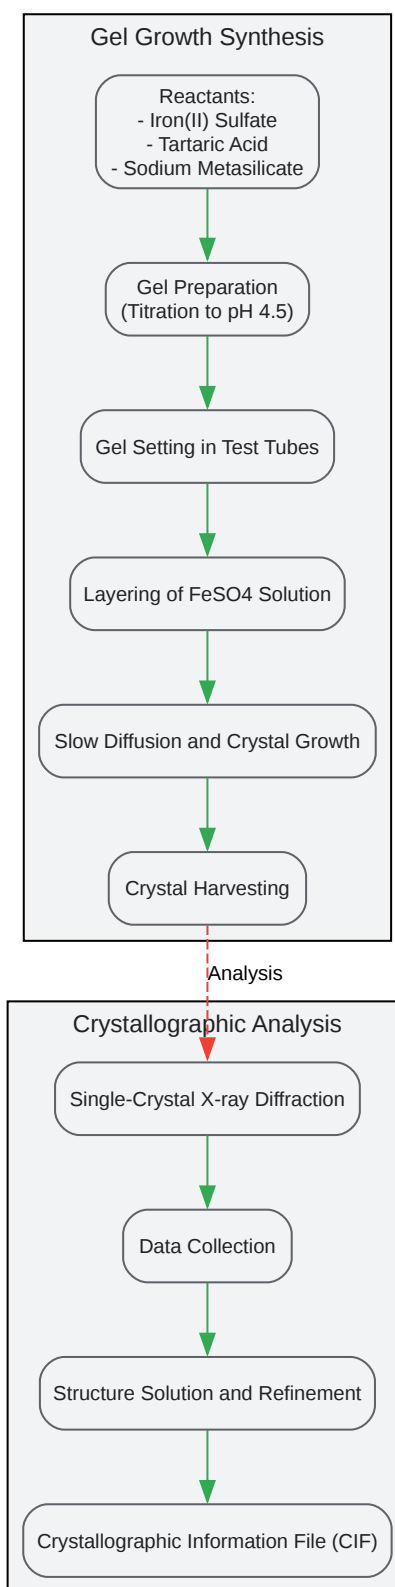 Gel Growth Synthesis
Reactants:
- Iron(II) Sulfate
- Tartaric Acid
- Sodium Metasilicate
Gel Preparation
(Titration to pH 4.5)
Gel Setting in Test Tubes
Layering of FeSO4 Solution
Slow Diffusion and Crystal Growth
Crystal Harvesting
Analysis
Crystallographic Analysis
Single-Crystal X-ray Diffraction
Data Collection
Structure Solution and Refinement
Crystallographic Information File (CIF)